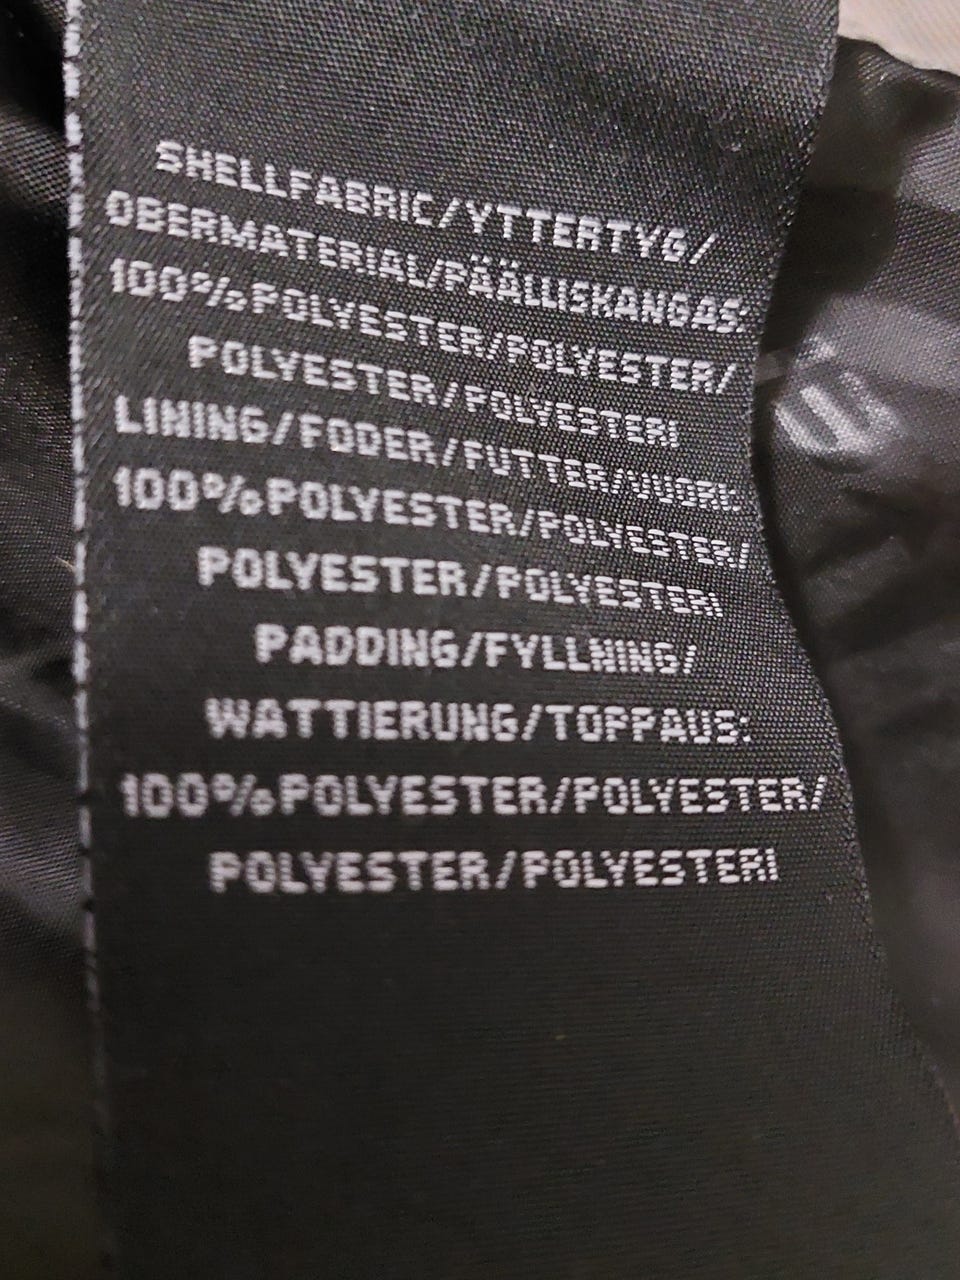 SHELLFABRIC/YTTERTYG/
OBERMATERIAL/PÄÄLLISKANGAS:
100%POLYESTER/POLYESTER/
POLYESTER/POLYESTERI
LINING/FODER/FUTTER/VUORI:
100%POLYESTER/POLYESTER/
POLYESTER/POLYESTERI
PADDING/FYLLNING/
WATTIERUNG/TOPPAUS:
100%POLYESTER/POLYESTER/
POLYESTER/POLYESTERI